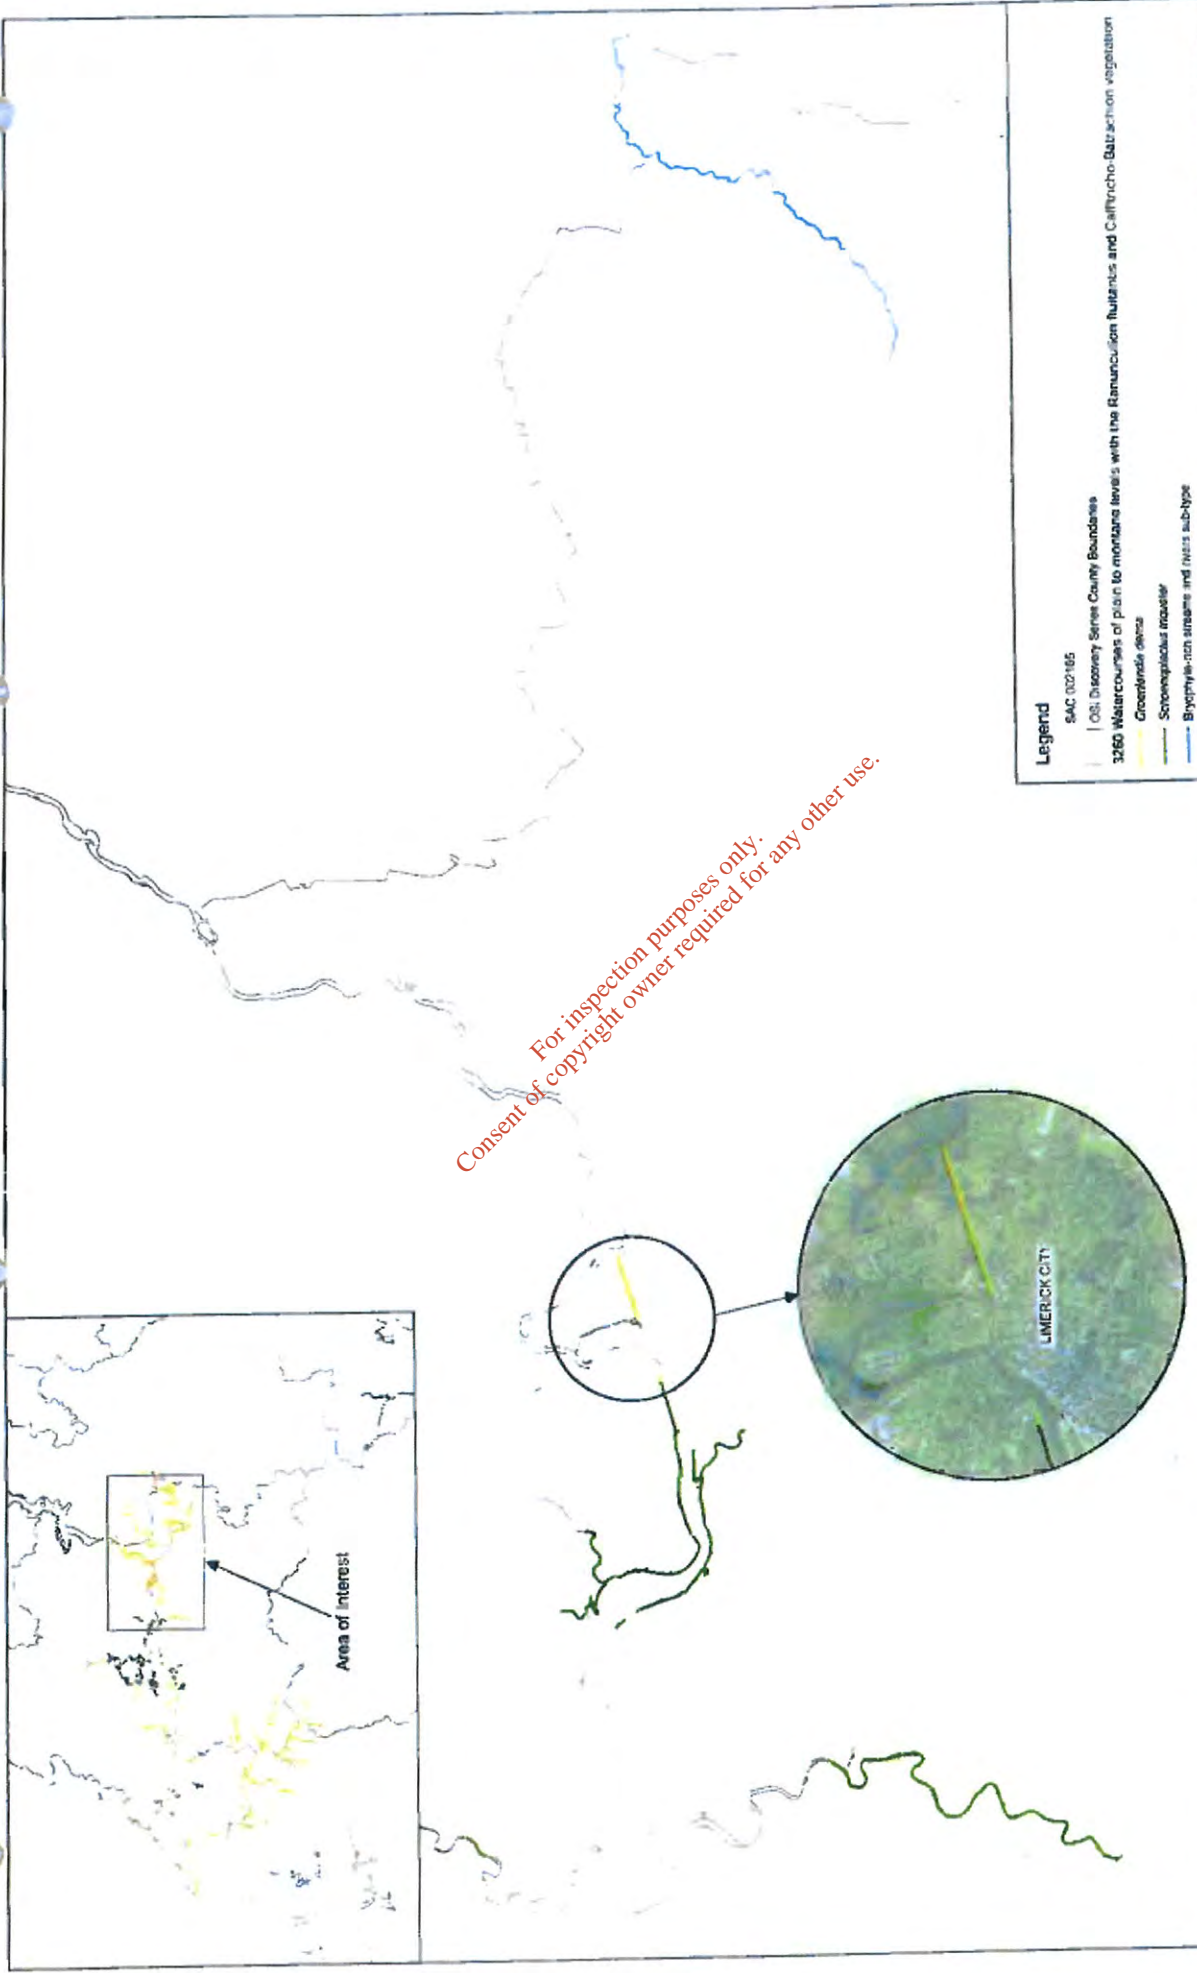 Area of Interest
LIMERICK CITY
For inspection purposes only.
Consent of copyright owner required for any other use.
Legend
SAC 002165
OSi Discovery Series County Boundaries
3260 Watercourses of plain to montane levels with the Ranunculion fluitantis and Callitricho-Batrachion vegetation
Groenlandia densa
Schoenoplectus triqueter
Bryophyte-rich streams and rivers sub-type